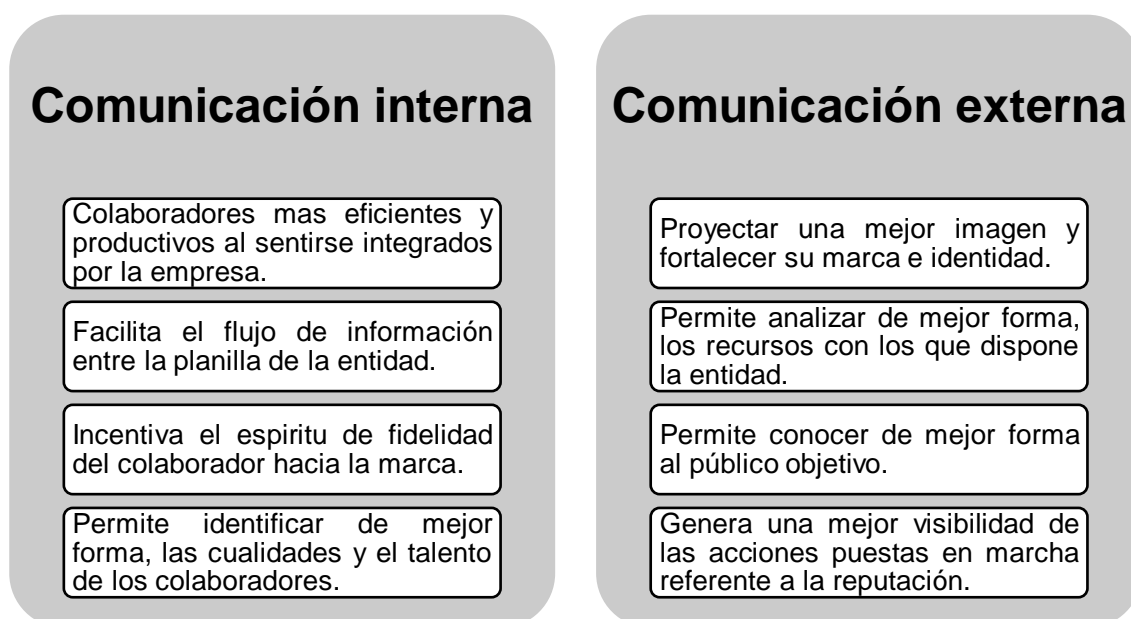 Comunicación interna
Colaboradores mas eficientes y
productivos al sentirse integrados
por la empresa.
Facilita el flujo de información
entre la planilla de la entidad.
Incentiva el espiritu de fidelidad
del colaborador hacia la marca.
Permite identificar de mejor
forma, las cualidades y el talento
de los colaboradores.
Comunicación externa
Proyectar una mejor imagen y
fortalecer su marca e identidad.
Permite analizar de mejor forma,
los recursos con los que dispone
la entidad.
Permite conocer de mejor forma
al público objetivo.
Genera una mejor visibilidad de
las acciones puestas en marcha
referente a la reputación.